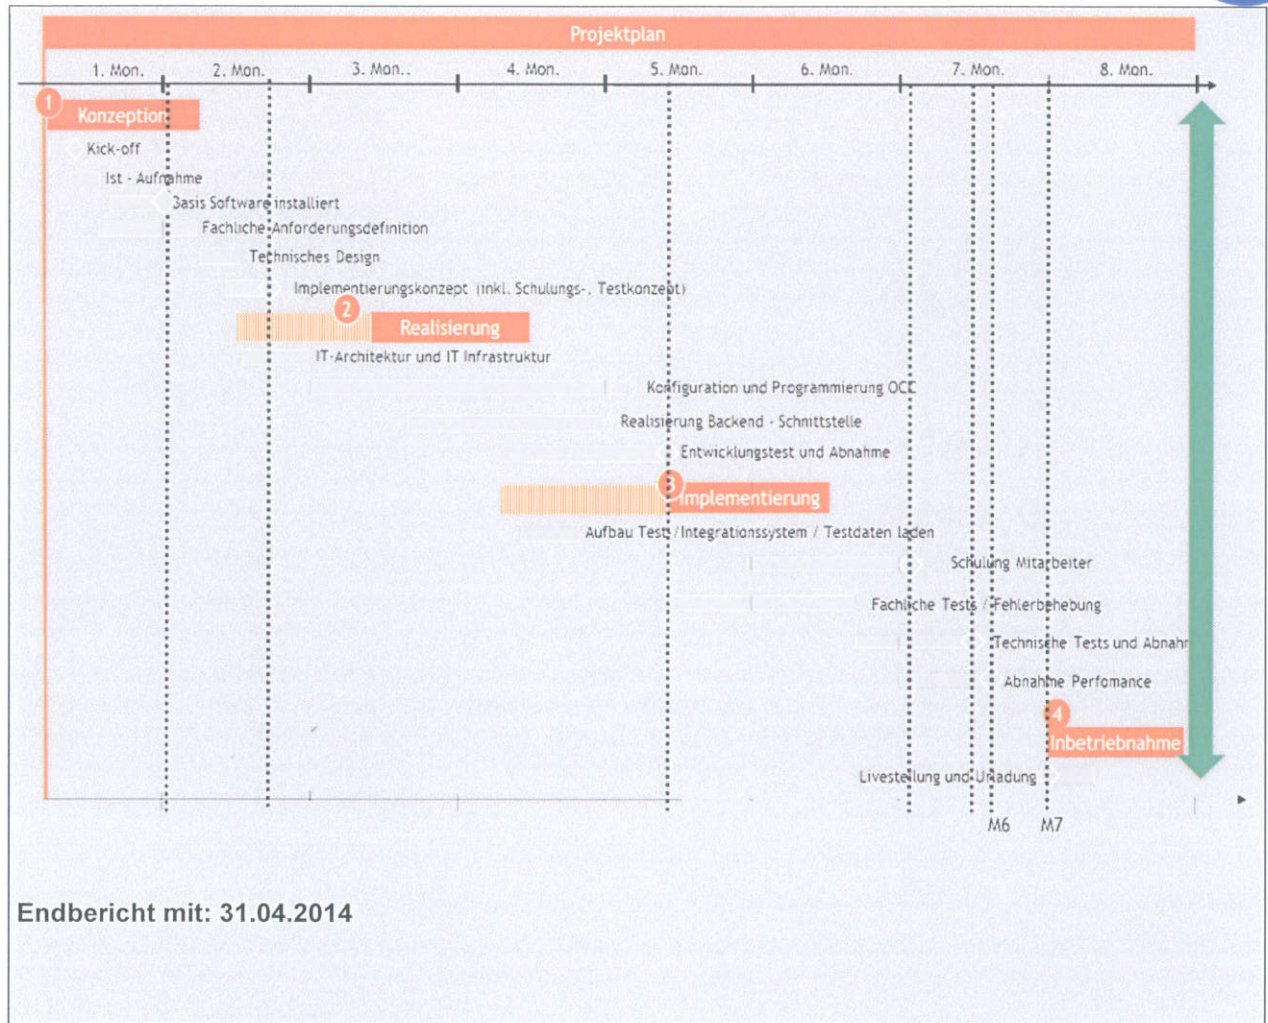 Projektplan
1. Mon. 2. Mon. 3. Mon.. 4. Mon. 5. Mon. 6. Mon. 7. Mon. 8. Mon.
1
Konzeption
Kick-off
Ist - Aufnahme
Basis Software installiert
Fachliche Anforderungsdefinition
Technisches Design
Implementierungskonzept (inkl. Schulungs-, Testkonzept)
2
Realisierung
IT-Architektur und IT Infrastruktur
Konfiguration und Programmierung OCC
Realisierung Backend - Schnittstelle
Entwicklungstest und Abnahme
3
Implementierung
Aufbau Test /Integrationssystem / Testdaten laden
Schulung Mitarbeiter
Fachliche Tests / Fehlerbehebung
Technische Tests und Abnahr
Abnahme Perfomance
4
Inbetriebnahme
Livestellung und Urladung
M6 M7
Endbericht mit: 31.04.2014